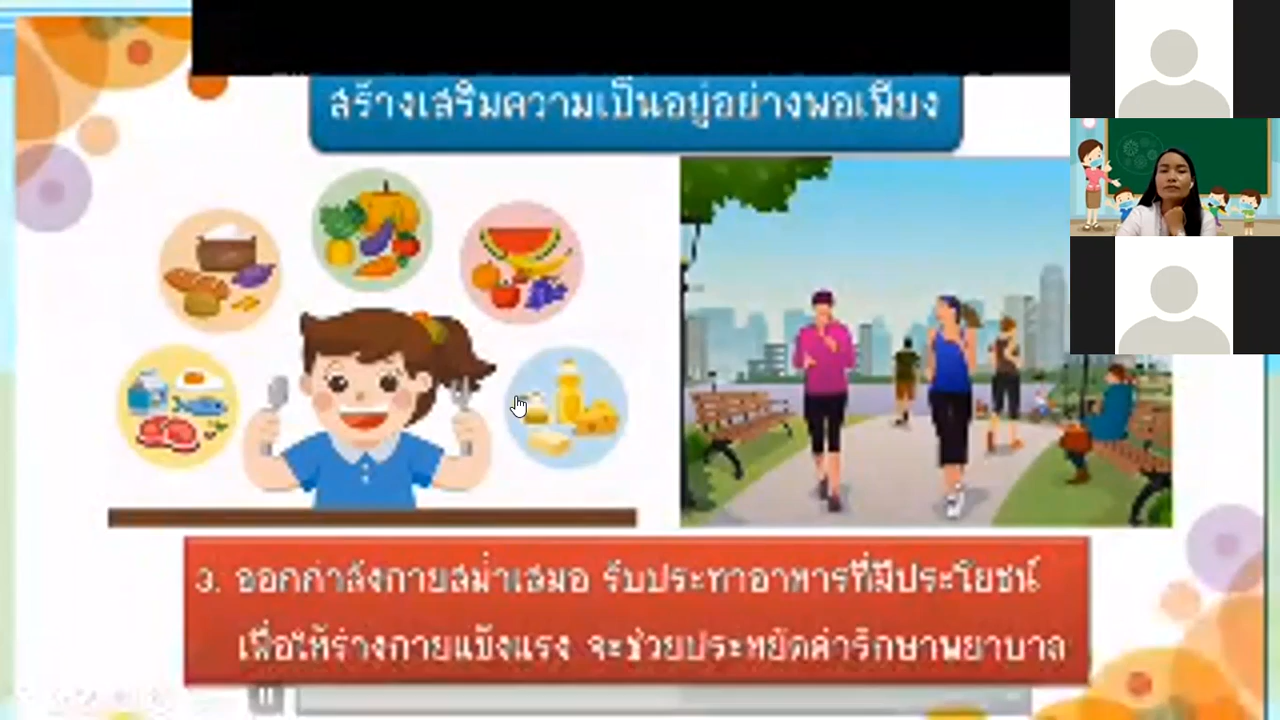 สร้างเสริมความเป็นอยู่อย่างพอเพียง
3. ออกกำลังกายสม่ำเสมอ รับประทาอาหารที่มีประโยชน์
เพื่อให้ร่างกายแข็งแรง จะช่วยประหยัดค่ารักษาพยาบาล